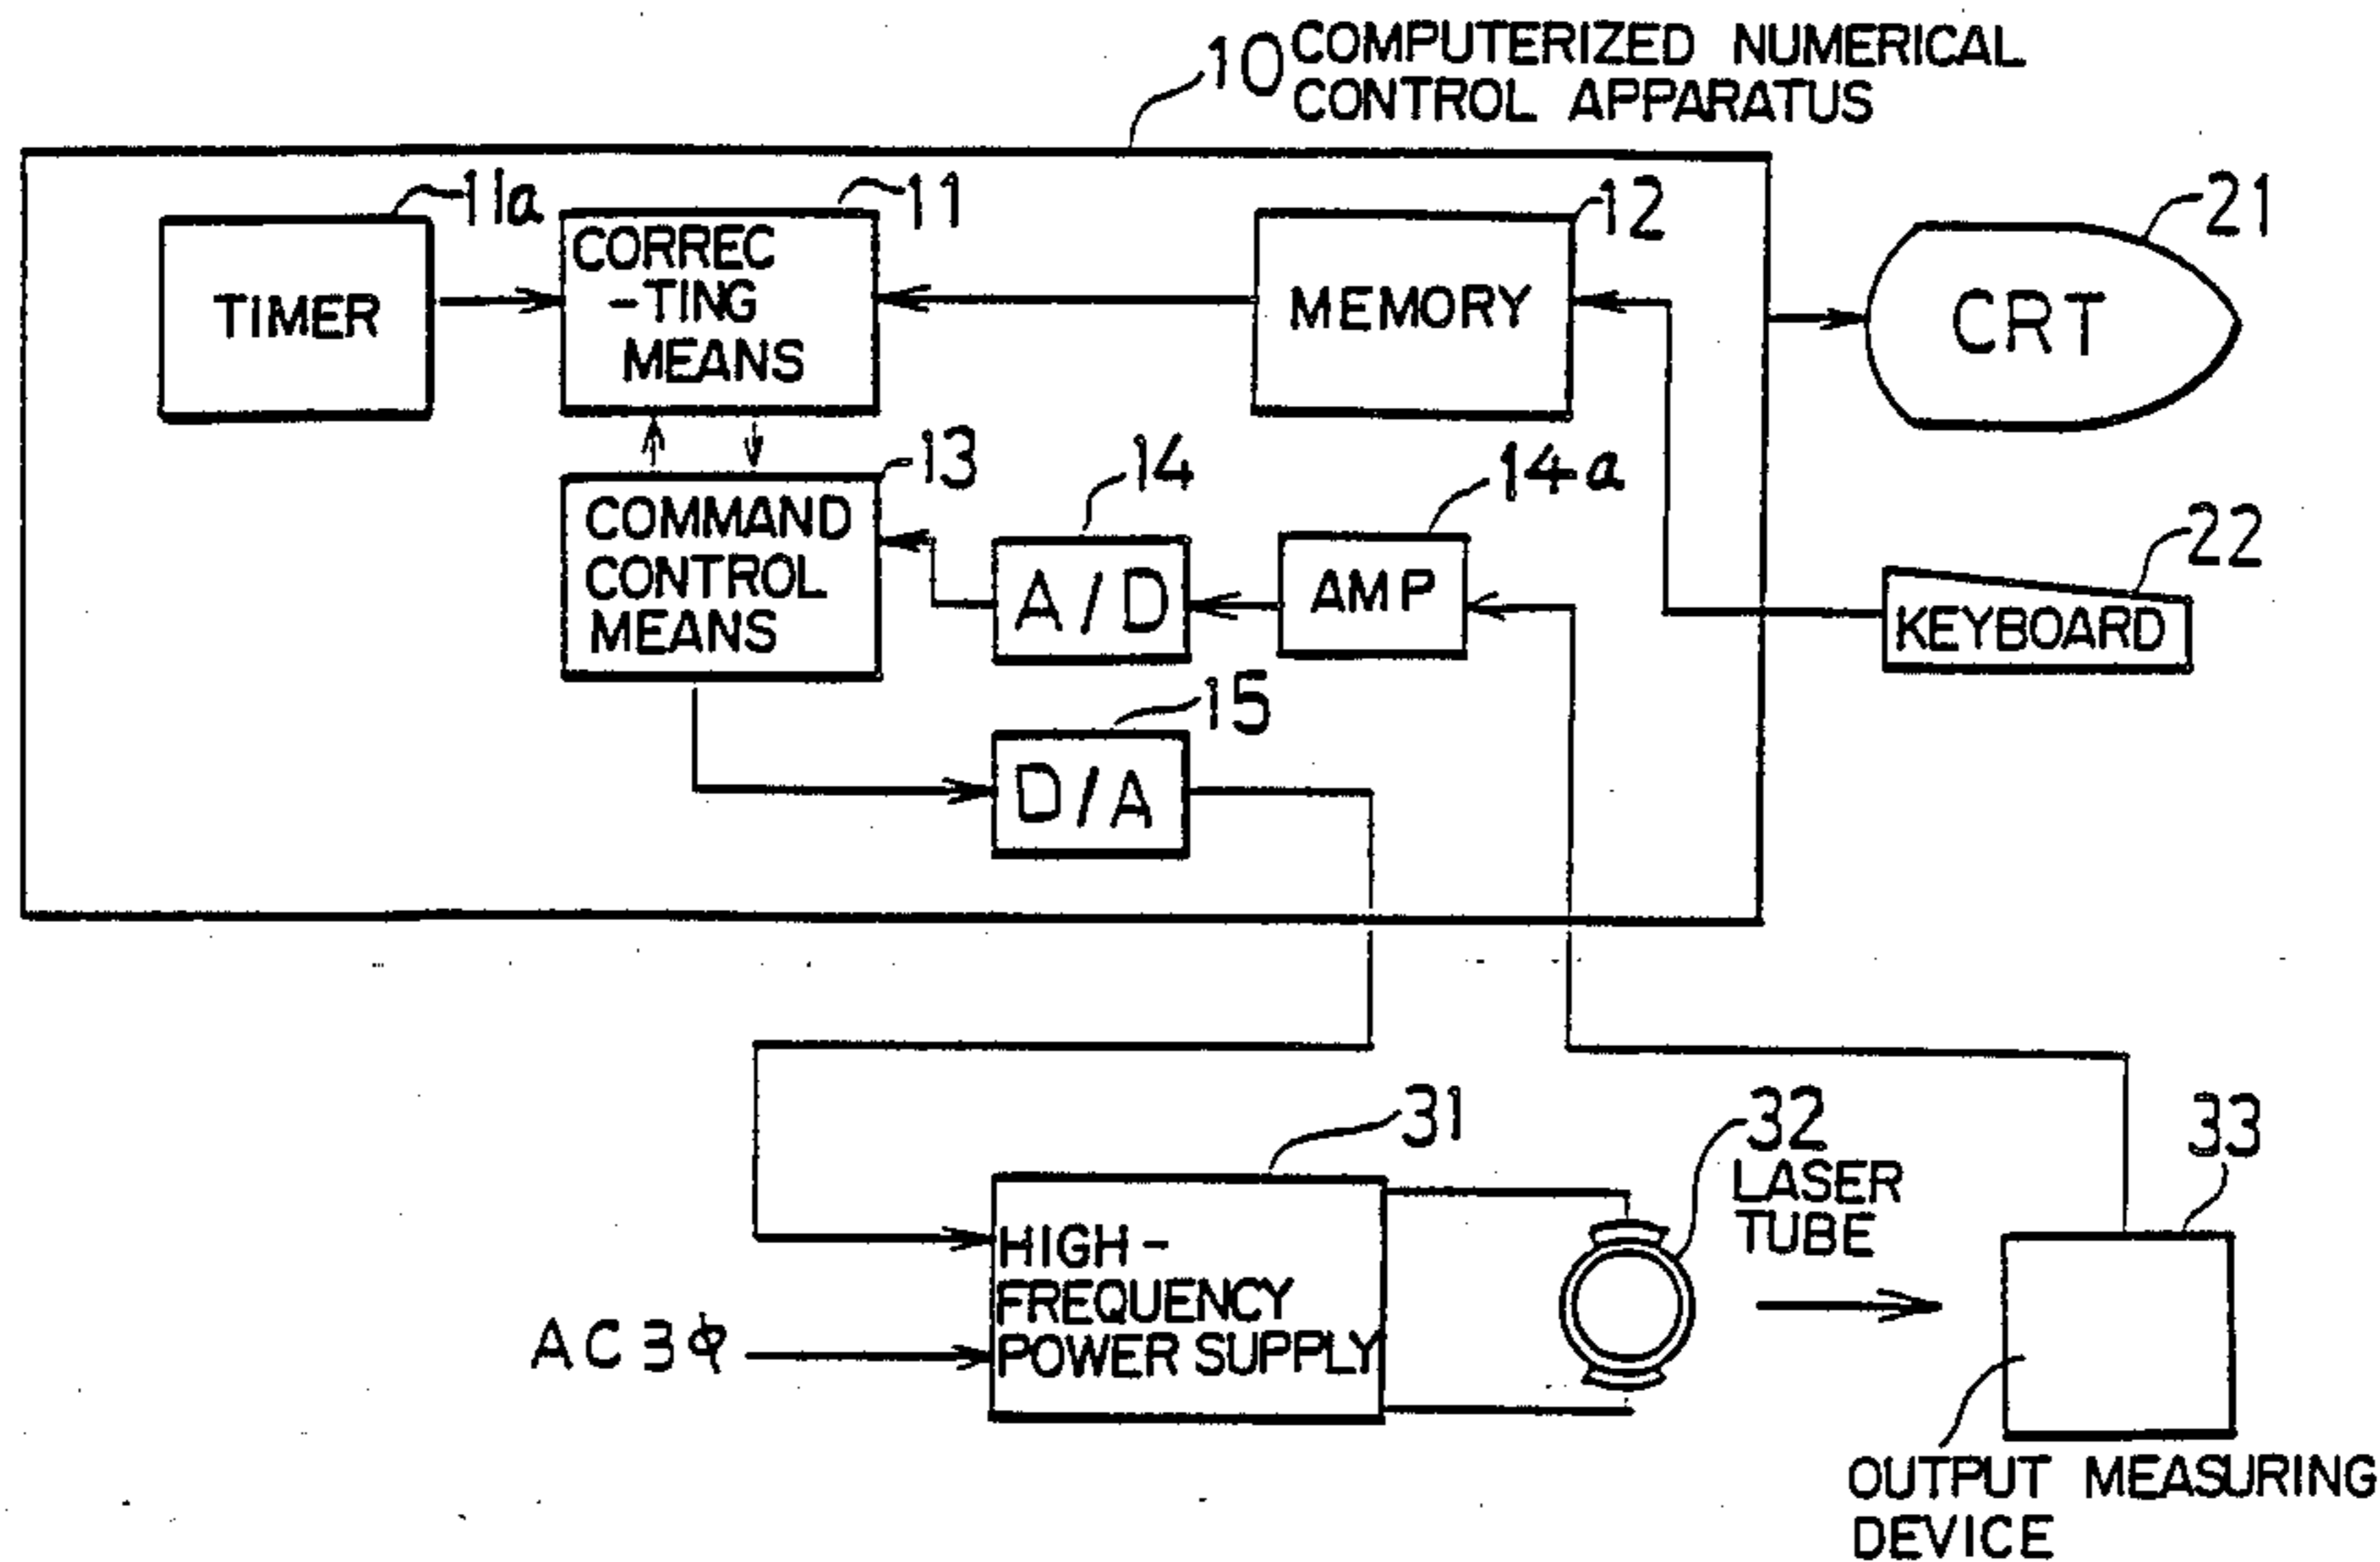 10 COMPUTERIZED NUMERICAL
CONTROL APPARATUS
11a
11
12
21
TIMER
CORREC
-TING
MEANS
MEMORY
CRT
13
14
14a
22
COMMAND
CONTROL
MEANS
A/D
AMP
KEYBOARD
15
D/A
31
32
LASER
TUBE
33
HIGH-
FREQUENCY
POWER SUPPLY
AC 3φ
OUTPUT MEASURING
DEVICE